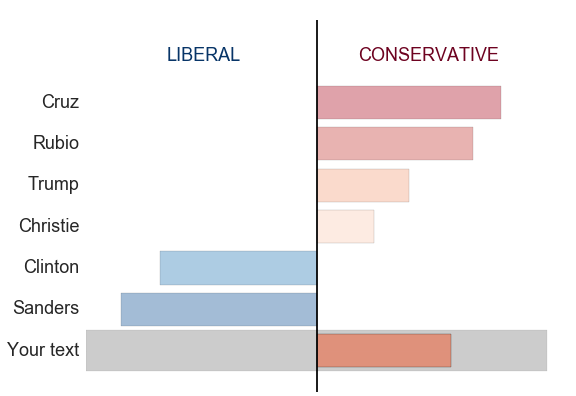 LIBERAL CONSERVATIVE
Cruz
Rubio
Trump
Christie
Clinton
Sanders
Your text